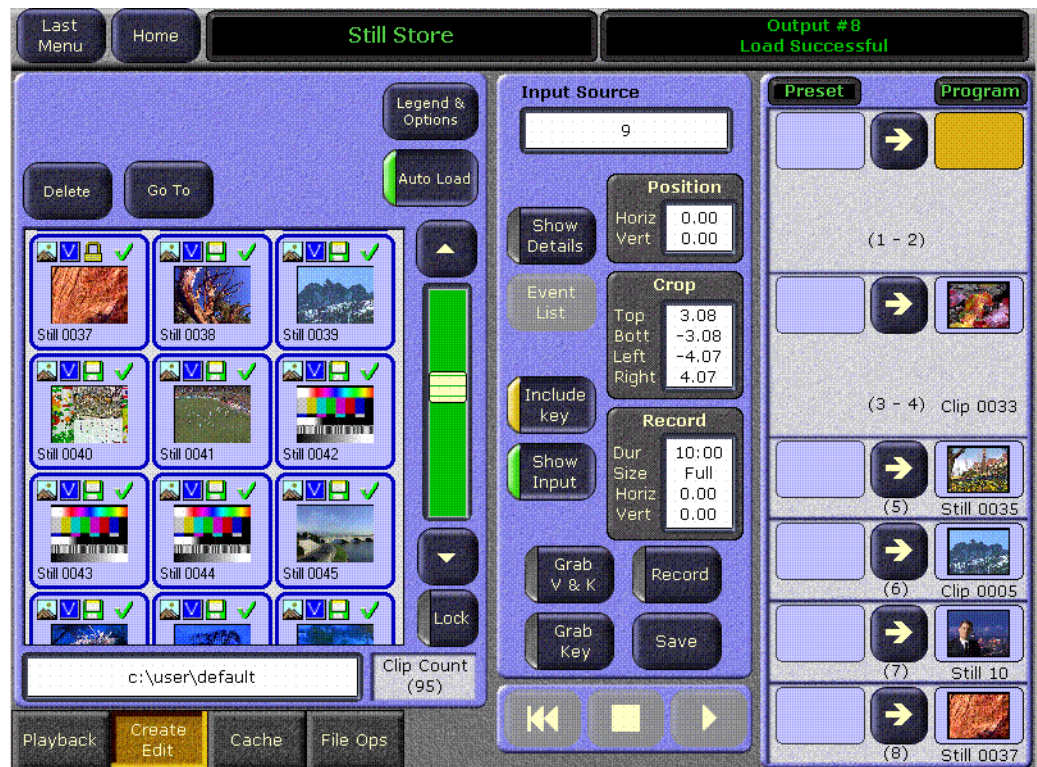 Last
Menu
Home
Still Store
Output #8
Load Successful
Legend &
Options
Delete
Go To
Auto Load
Still 0037
Still 0038
Still 0039
Still 0040
Still 0041
Still 0042
Still 0043
Still 0044
Still 0045
Lock
c:\user\default
Clip Count
(95)
Playback
Create
Edit
Cache
File Ops
Input Source
9
Show
Details
Event
List
Include
key
Show
Input
Position
Horiz 0.00
Vert 0.00
Crop
Top 3.08
Bott -3.08
Left -4.07
Right 4.07
Record
Dur 10:00
Size Full
Horiz 0.00
Vert 0.00
Grab
V & K
Record
Grab
Key
Save
Preset
Program
(1 - 2)
(3 - 4) Clip 0033
(5) Still 0035
(6) Clip 0005
(7) Still 10
(8) Still 0037